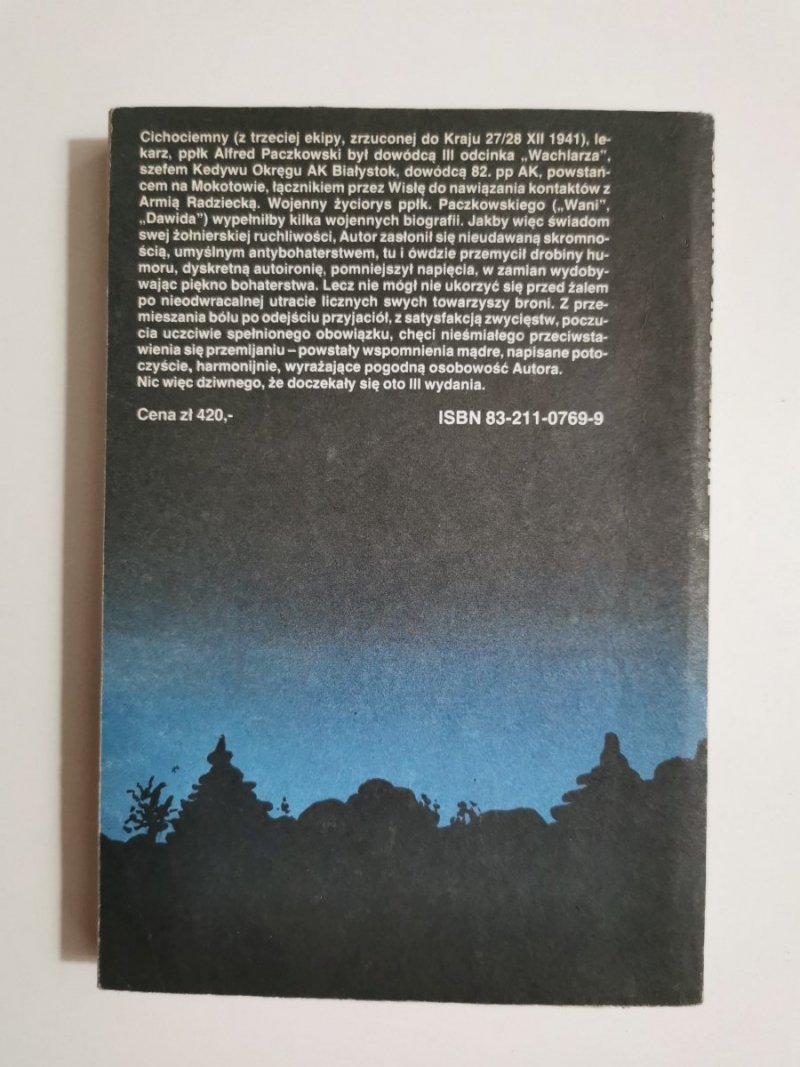 Cichociemny (z trzeciej ekipy, zrzuconej do Kraju 27/28 XII 1941), le-
karz, ppłk Alfred Paczkowski był dowódcą III odcinka „Wachlarza”,
szefem Kedywu Okręgu AK Białystok, dowódcą 82. pp AK, powstań-
cem na Mokotowie, łącznikiem przez Wisłę do nawiązania kontaktów z
Armią Radziecką. Wojenny życiorys ppłk. Paczkowskiego („Wani”,
„Dawida”) wypełniłby kilka wojennych biografii. Jakby więc świadom
swej żołnierskiej ruchliwości, Autor zasłonił się nieudawaną skromno-
ścią, umyślnym antybohaterstwem, tu i ówdzie przemycił drobiny hu-
moru, dyskretną autoironię, pomniejszył napięcia, w zamian wydoby-
wając piękno bohaterstwa. Lecz nie mógł nie ukorzyć się przed żalem
po nieodwracalnej utracie licznych swych towarzyszy broni. Z prze-
mieszania bólu po odejściu przyjaciół, z satysfakcją zwycięstw, poczu-
cia uczciwie spełnionego obowiązku, chęci nieśmiałego przeciwsta-
wienia się przemijaniu – powstały wspomnienia mądre, napisane poto-
czyście, harmonijnie, wyrażające pogodną osobowość Autora.
Nic więc dziwnego, że doczekały się oto III wydania.
Cena zł 420,-
ISBN 83-211-0769-9